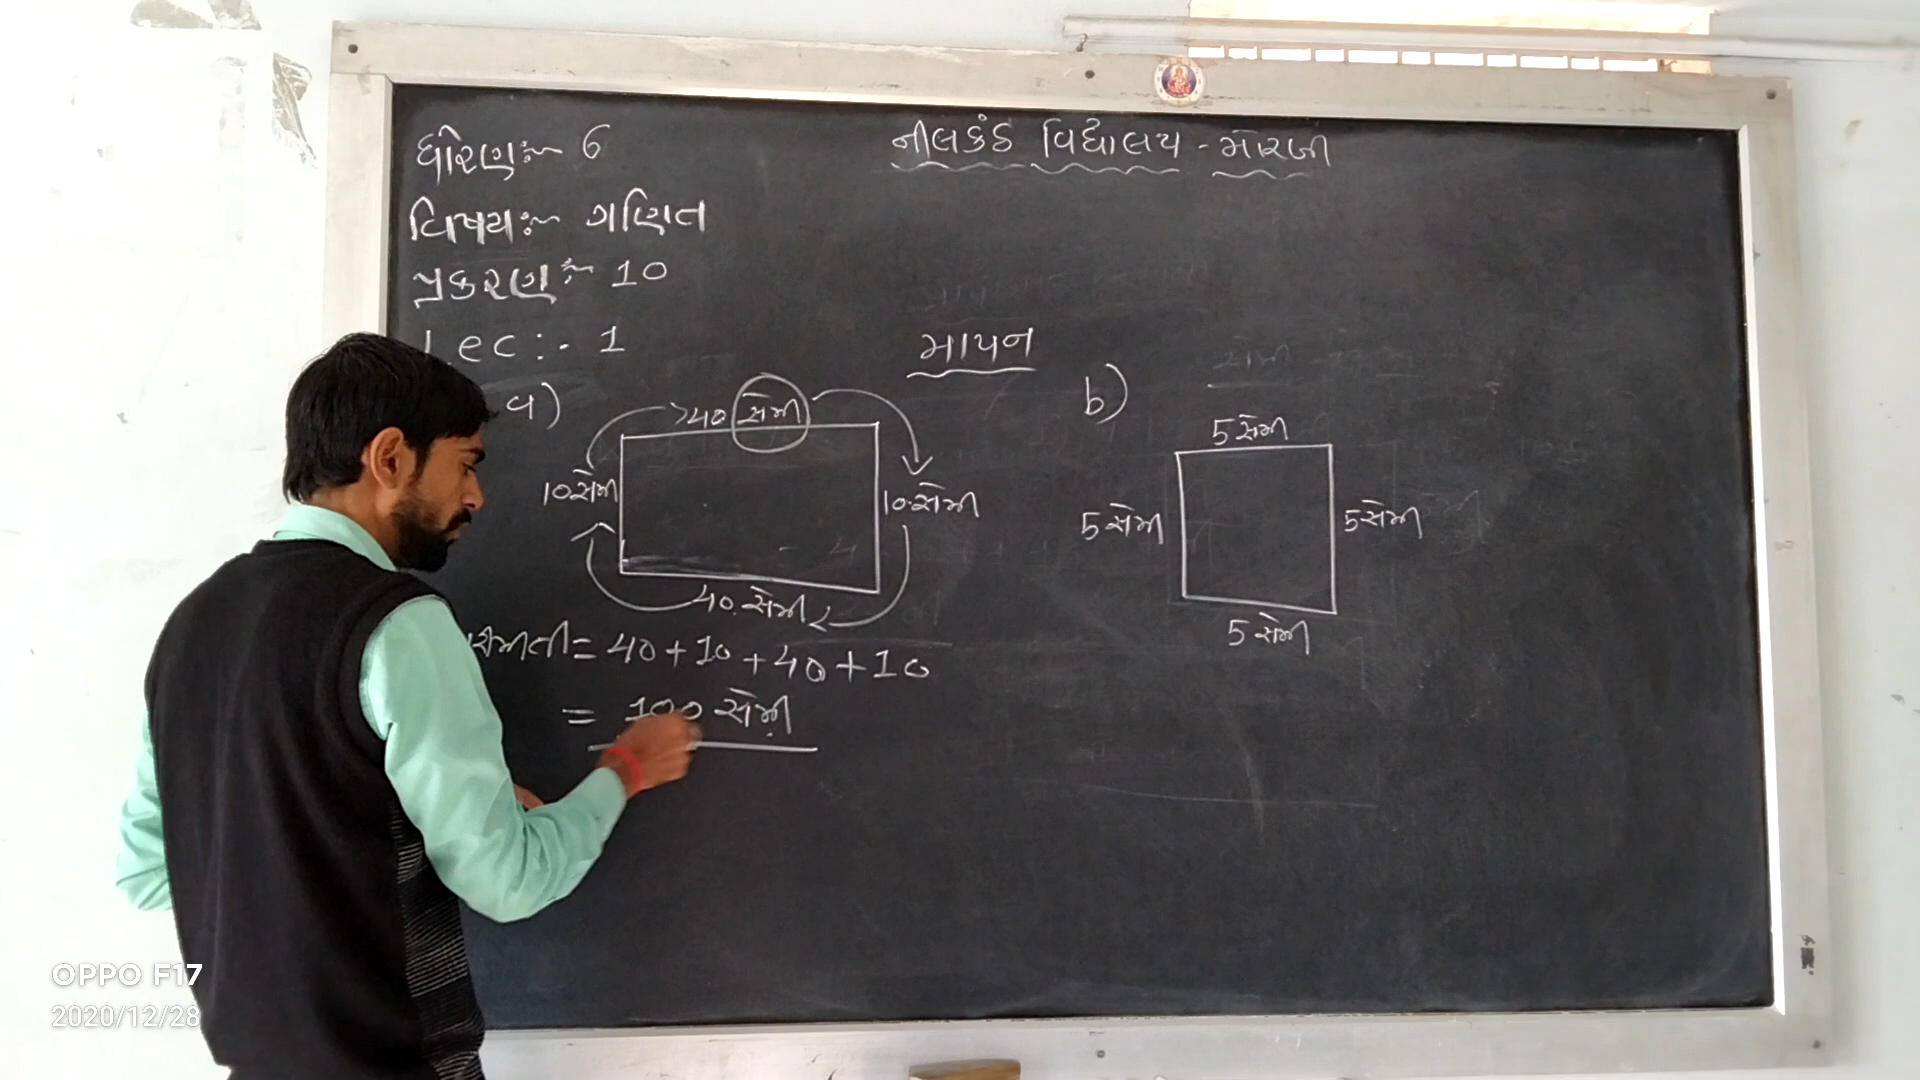 ધોરણ:- 6
નીલકંઠ વિદ્યાલય - મોરબી
વિષય:- ગણિત
પ્રકરણ:- 10
Lec:- 1
માપન
a)
40 સેમી
10 સેમી
10 સેમી
40 સેમી
b)
5 સેમી
5 સેમી
5 સેમી
5 સેમી
= 40 + 10 + 40 + 10
= 100 સેમી
OPPO F17
2020/12/28